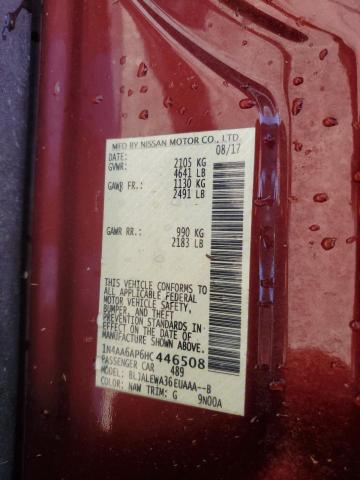 MFD BY NISSAN MOTOR CO., LTD.
DATE: 08/17
GVWR: 2105 KG
4641 LB
GAWR FR.: 1130 KG
2491 LB
GAWR RR.: 990 KG
2183 LB
THIS VEHICLE CONFORMS TO
ALL APPLICABLE FEDERAL
MOTOR VEHICLE SAFETY,
BUMPER, AND THEFT
PREVENTION STANDARDS
IN EFFECT ON THE DATE OF
MANUFACTURE SHOWN ABOVE.
1N4AA6AP6HC 446508
PASSENGER CAR 489
MODEL: BLJALEWA36EUAAA--B
COLOR: NAW TRIM: G 9N00A